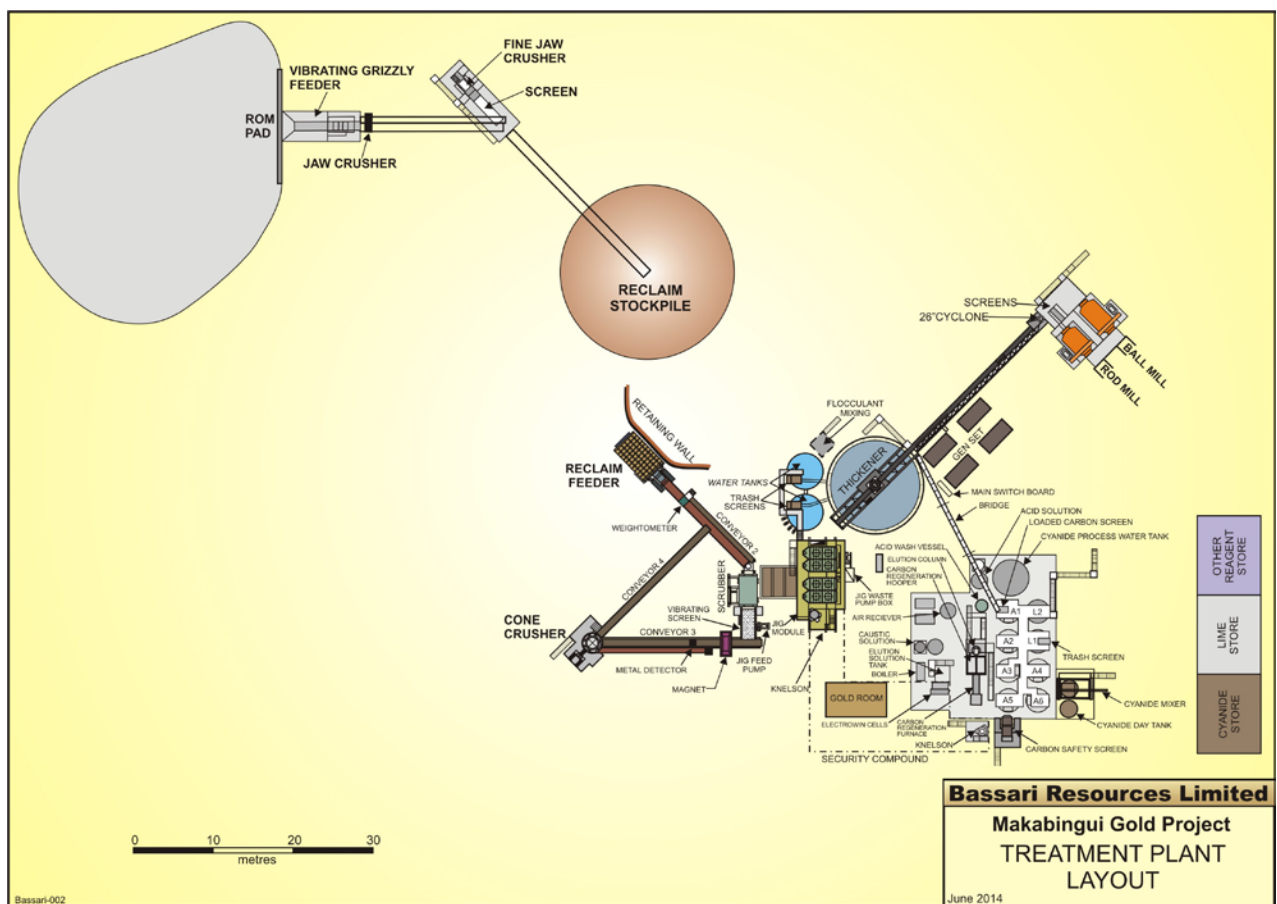 FINE JAW
CRUSHER
VIBRATING GRIZZLY
FEEDER
SCREEN
ROM
PAD
JAW CRUSHER
RECLAIM
STOCKPILE
SCREENS
26"CYCLONE
BALL MILL
ROD MILL
RETAINING WALL
FLOCCULANT
MIXING
GEN SET
RECLAIM
FEEDER
THICKENER
WATER TANKS
TRASH
SCREENS
MAIN SWITCH BOARD
BRIDGE
WEIGHTOMETER
CONVEYOR 2
ACID SOLUTION
LOADED CARBON SCREEN
CYANIDE PROCESS WATER TANK
CONVEYOR 4
SCRUBBER
ACID WASH VESSEL
ELUTION COLUMN
CARBON
REGENERATION
HOOPER
JIG WASTE
PUMP BOX
VIBRATING
SCREEN
JIG
MODULE
AIR RECIEVER
A1
L2
CONE
CRUSHER
CONVEYOR 3
CAUSTIC
SOLUTION
A2
L1
METAL DETECTOR
JIG FEED
PUMP
ELUTION
SOLUTION
TANK
TRASH SCREEN
BOILER
A3
A4
MAGNET
KNELSON
GOLD ROOM
A5
A6
CYANIDE MIXER
ELECTROWIN CELLS
CARBON
REGENERATION
FURNACE
CYANIDE DAY TANK
KNELSON
CARBON SAFETY SCREEN
SECURITY COMPOUND
OTHER
REAGENT
STORE
LIME
STORE
CYANIDE
STORE
0 10 20 30
metres
Bassari Resources Limited
Makabingui Gold Project
TREATMENT PLANT
LAYOUT
June 2014
Bassari-002